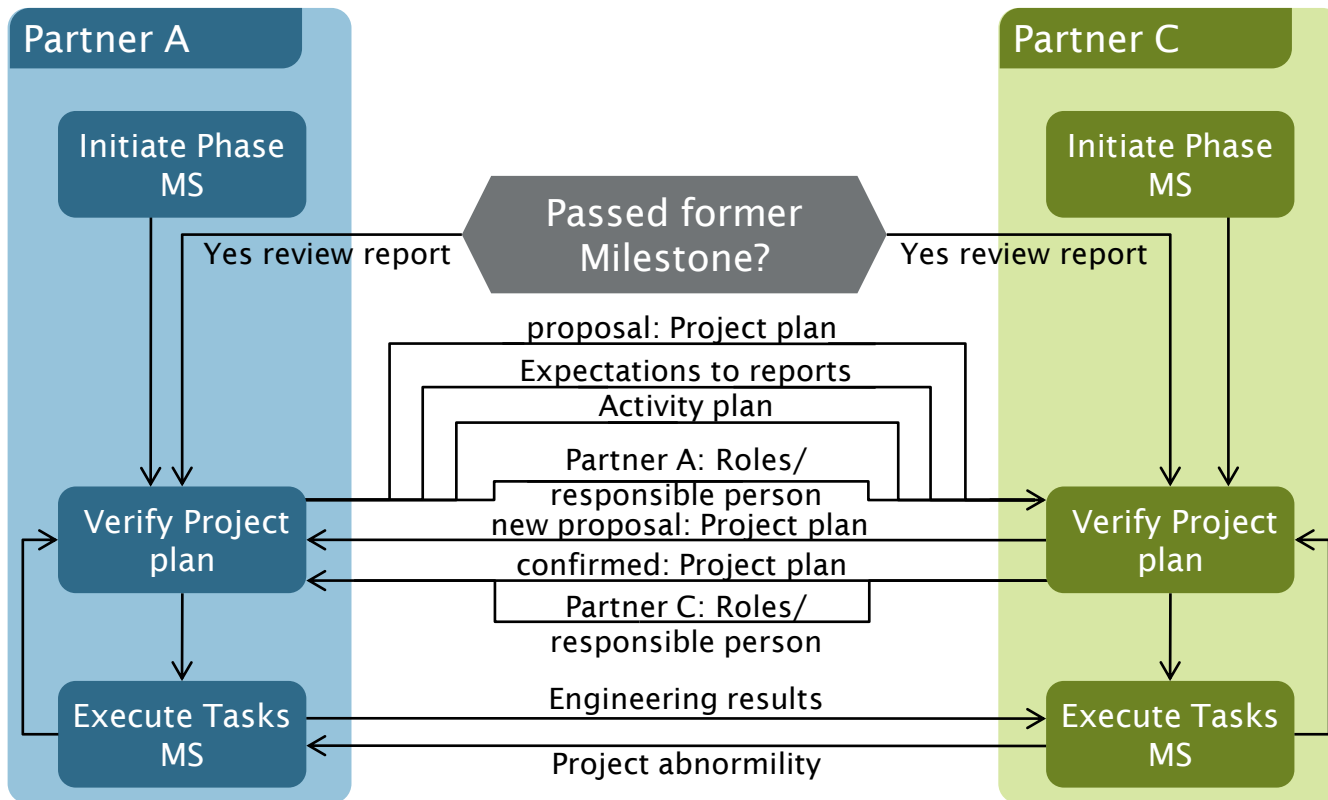 Partner A
Partner C
Initiate Phase
MS
Initiate Phase
MS
Passed former
Milestone?
Yes review report
Yes review report
proposal: Project plan
Expectations to reports
Activity plan
Partner A: Roles/
responsible person
Verify Project
plan
new proposal: Project plan
Verify Project
plan
confirmed: Project plan
Partner C: Roles/
responsible person
Execute Tasks
MS
Engineering results
Execute Tasks
MS
Project abnormility